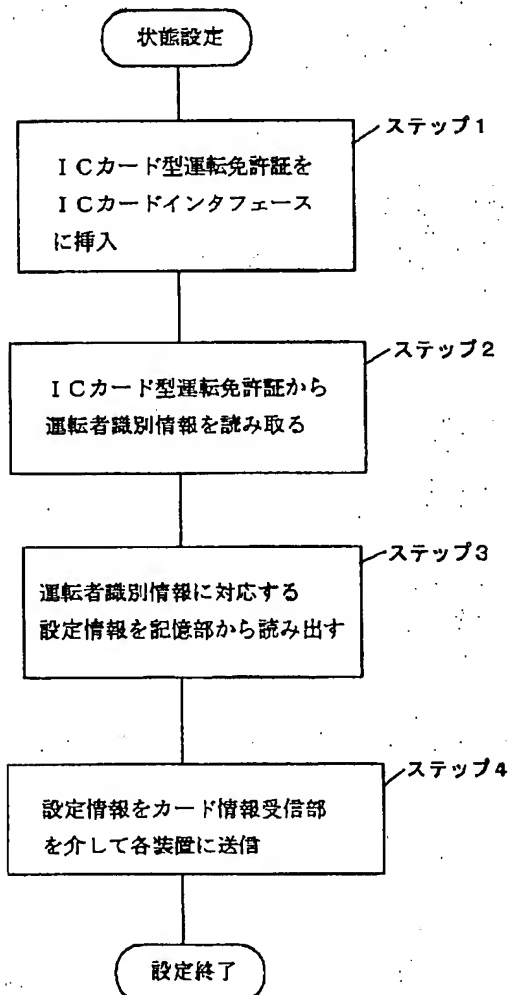 状態設定
ステップ1
ＩＣカード型運転免許証を
ＩＣカードインタフェース
に挿入
ステップ2
ＩＣカード型運転免許証から
運転者識別情報を読み取る
ステップ3
運転者識別情報に対応する
設定情報を記憶部から読み出す
ステップ4
設定情報をカード情報受信部
を介して各装置に送信
設定終了